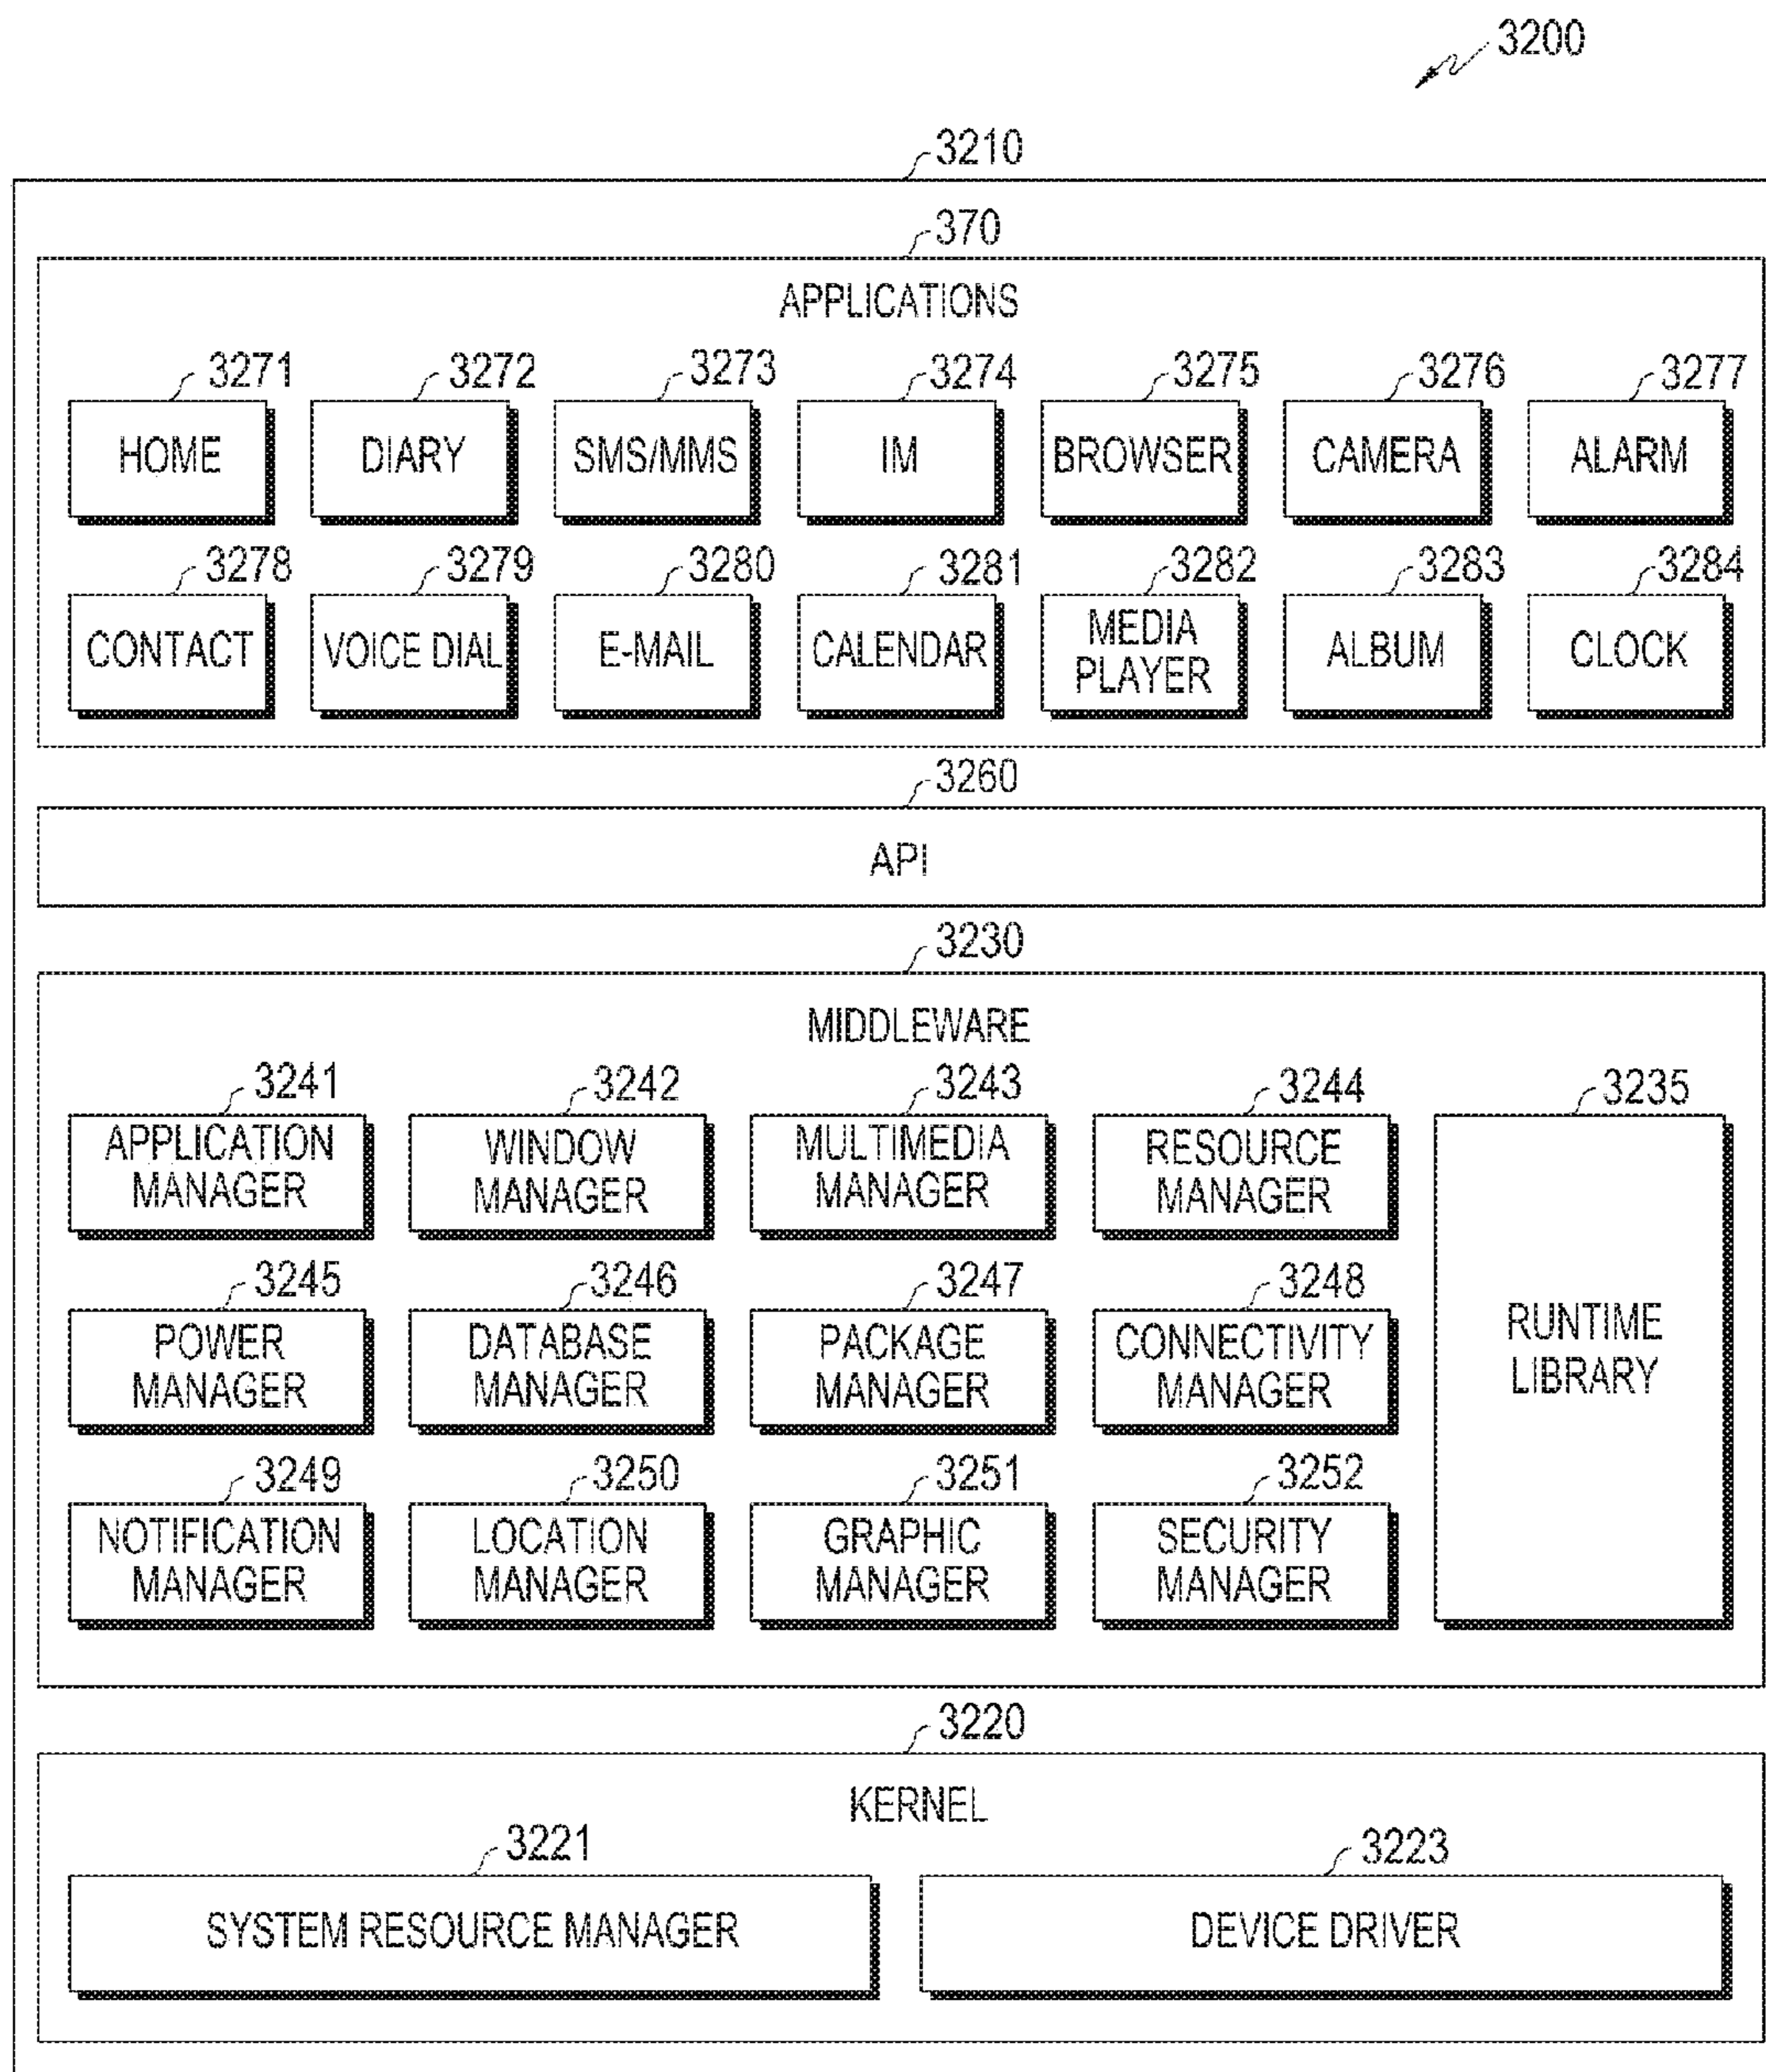 3200
3210
370
APPLICATIONS
3271 3272 3273 3274 3275 3276 3277
HOME DIARY SMS/MMS IM BROWSER CAMERA ALARM
3278 3279 3280 3281 3282 3283 3284
CONTACT VOICE DIAL E-MAIL CALENDAR MEDIA PLAYER ALBUM CLOCK
3260
API
3230
MIDDLEWARE
3241 3242 3243 3244 3235
APPLICATION WINDOW MULTIMEDIA RESOURCE
MANAGER MANAGER MANAGER MANAGER
3245 3246 3247 3248
POWER DATABASE PACKAGE CONNECTIVITY RUNTIME
MANAGER MANAGER MANAGER MANAGER LIBRARY
3249 3250 3251 3252
NOTIFICATION LOCATION GRAPHIC SECURITY
MANAGER MANAGER MANAGER MANAGER
3220
KERNEL
3221 3223
SYSTEM RESOURCE MANAGER DEVICE DRIVER